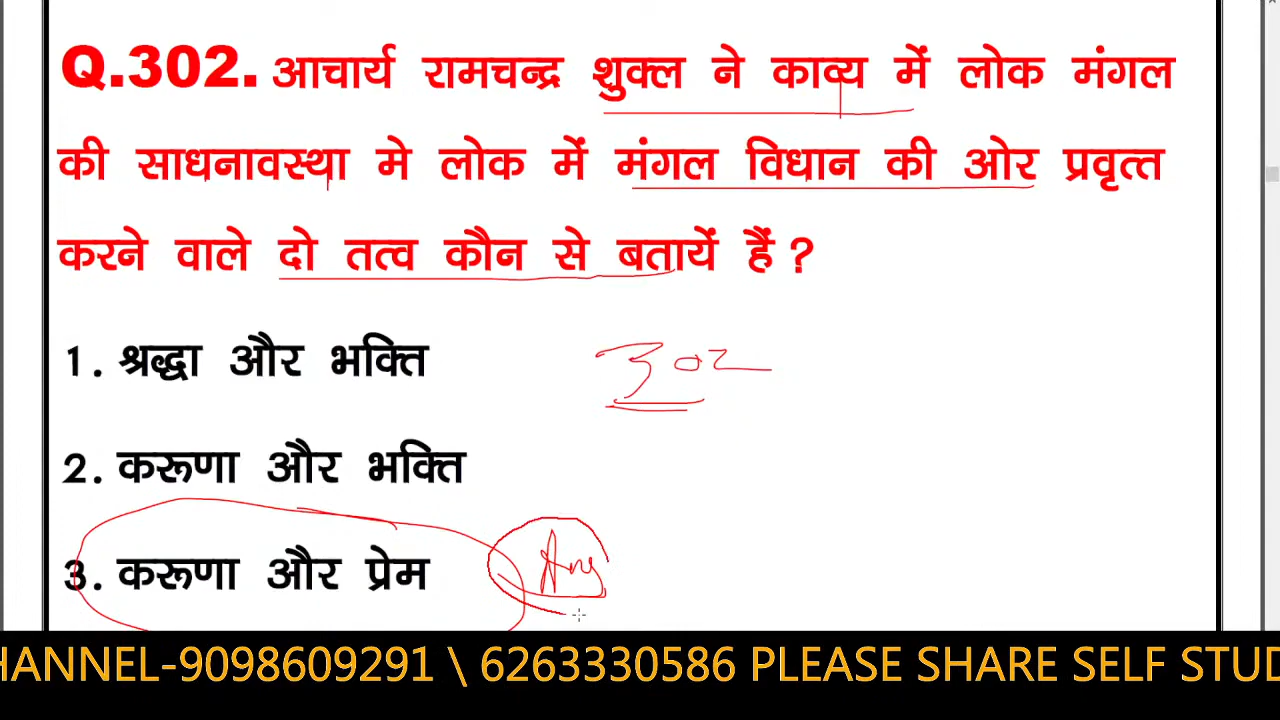 Q.302. आचार्य रामचन्द्र शुक्ल ने काव्य में लोक मंगल
की साधनावस्था मे लोक में मंगल विधान की ओर प्रवृत्त
करने वाले दो तत्व कौन से बतायें हैं ?
1. श्रद्धा और भक्ति
302
2. करूणा और भक्ति
3. करूणा और प्रेम
Ans
HANNEL-9098609291 \ 6263330586 PLEASE SHARE SELF STUD